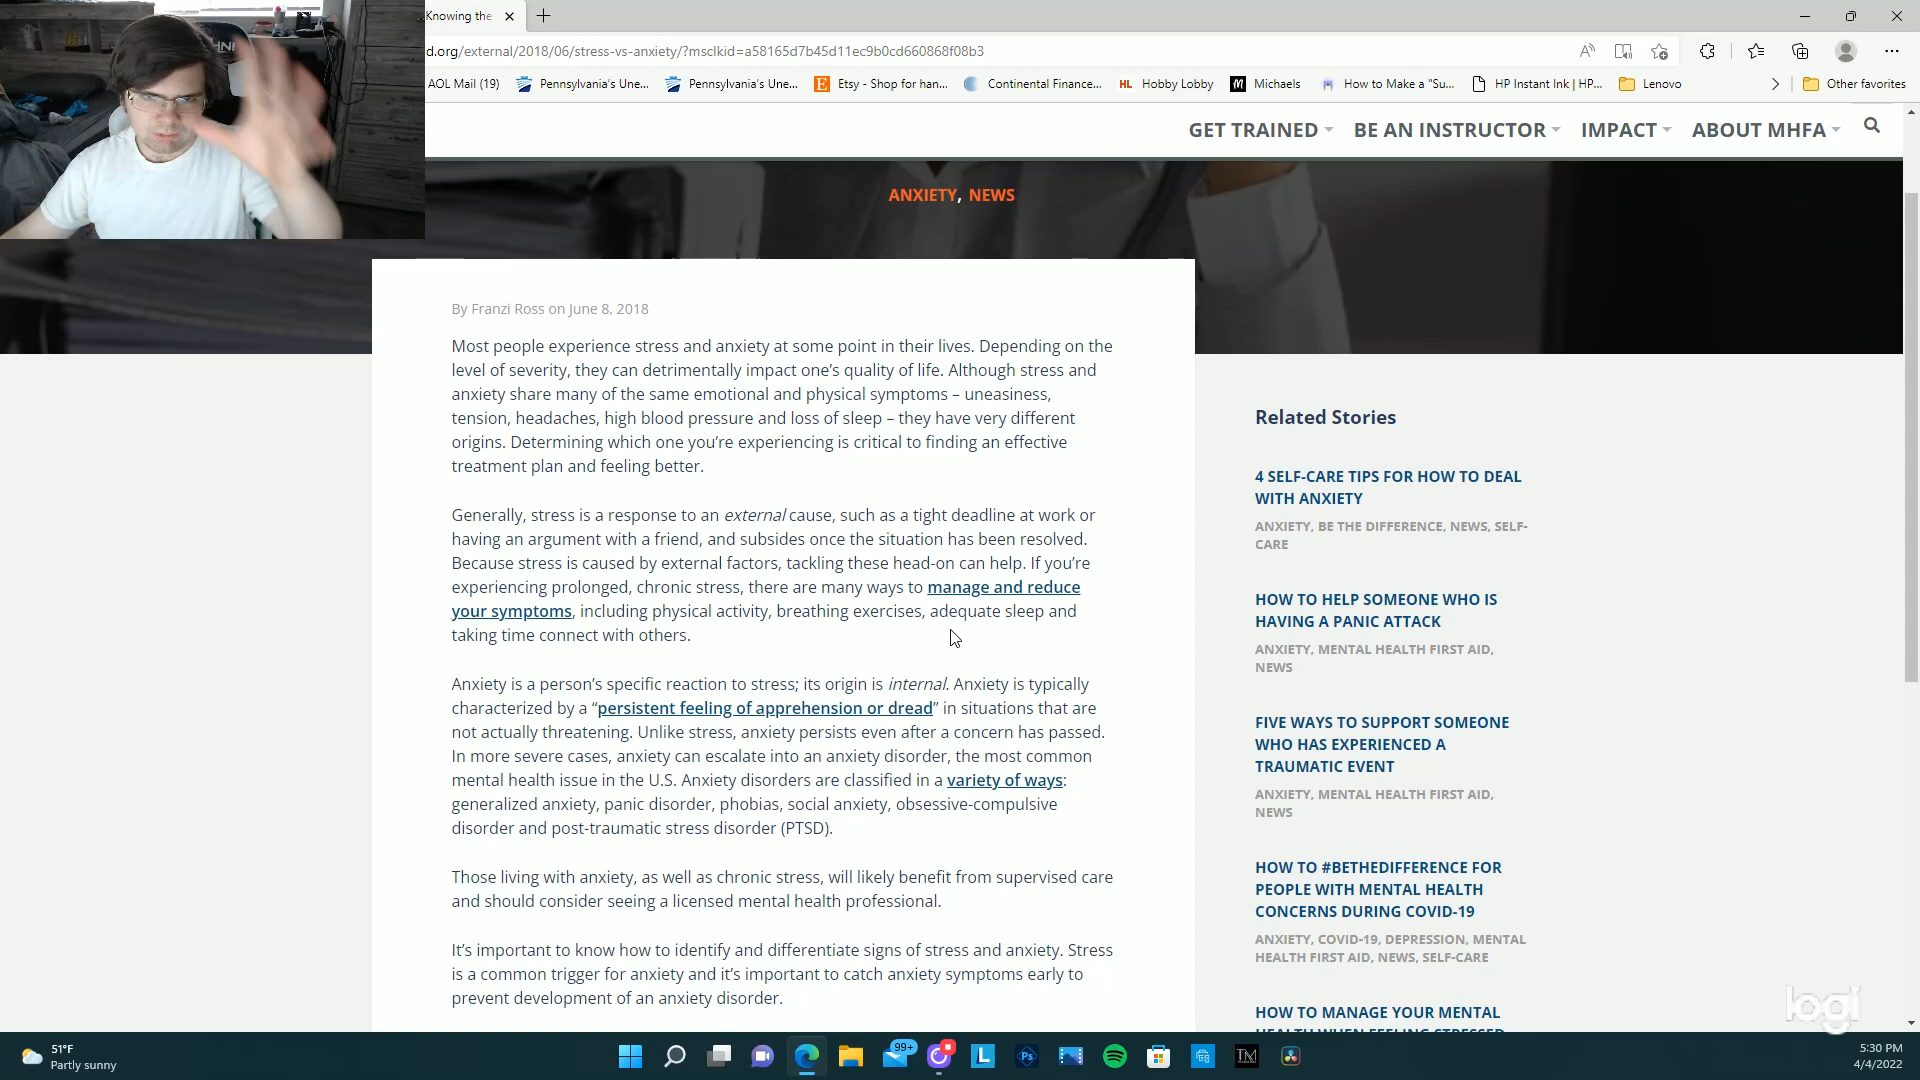 Knowing the
d.org/external/2018/06/stress-vs-anxiety/?msclkid=a58165d7b45d11ec9b0cd660868f08b3
AOL Mail (19) Pennsylvania's Une... Pennsylvania's Une... Etsy - Shop for han... Continental Finance... HL Hobby Lobby Michaels How to Make a "Su... HP Instant Ink | HP... Lenovo Other favorites
GET TRAINED BE AN INSTRUCTOR IMPACT ABOUT MHFA
ANXIETY, NEWS
By Franzi Ross on June 8, 2018
Most people experience stress and anxiety at some point in their lives. Depending on the
level of severity, they can detrimentally impact one's quality of life. Although stress and
anxiety share many of the same emotional and physical symptoms – uneasiness,
tension, headaches, high blood pressure and loss of sleep – they have very different
origins. Determining which one you're experiencing is critical to finding an effective
treatment plan and feeling better.
Generally, stress is a response to an external cause, such as a tight deadline at work or
having an argument with a friend, and subsides once the situation has been resolved.
Because stress is caused by external factors, tackling these head-on can help. If you're
experiencing prolonged, chronic stress, there are many ways to manage and reduce
your symptoms, including physical activity, breathing exercises, adequate sleep and
taking time connect with others.
Anxiety is a person's specific reaction to stress; its origin is internal. Anxiety is typically
characterized by a “persistent feeling of apprehension or dread” in situations that are
not actually threatening. Unlike stress, anxiety persists even after a concern has passed.
In more severe cases, anxiety can escalate into an anxiety disorder, the most common
mental health issue in the U.S. Anxiety disorders are classified in a variety of ways:
generalized anxiety, panic disorder, phobias, social anxiety, obsessive-compulsive
disorder and post-traumatic stress disorder (PTSD).
Those living with anxiety, as well as chronic stress, will likely benefit from supervised care
and should consider seeing a licensed mental health professional.
It's important to know how to identify and differentiate signs of stress and anxiety. Stress
is a common trigger for anxiety and it's important to catch anxiety symptoms early to
prevent development of an anxiety disorder.
Related Stories
4 SELF-CARE TIPS FOR HOW TO DEAL
WITH ANXIETY
ANXIETY, BE THE DIFFERENCE, NEWS, SELF-
CARE
HOW TO HELP SOMEONE WHO IS
HAVING A PANIC ATTACK
ANXIETY, MENTAL HEALTH FIRST AID,
NEWS
FIVE WAYS TO SUPPORT SOMEONE
WHO HAS EXPERIENCED A
TRAUMATIC EVENT
ANXIETY, MENTAL HEALTH FIRST AID,
NEWS
HOW TO #BETHEDIFFERENCE FOR
PEOPLE WITH MENTAL HEALTH
CONCERNS DURING COVID-19
ANXIETY, COVID-19, DEPRESSION, MENTAL
HEALTH FIRST AID, NEWS, SELF-CARE
HOW TO MANAGE YOUR MENTAL
HEALTH WHEN FEELING STRESSED
logi
51°F
Partly sunny
99+
L
Ps
TM
5:30 PM
4/4/2022